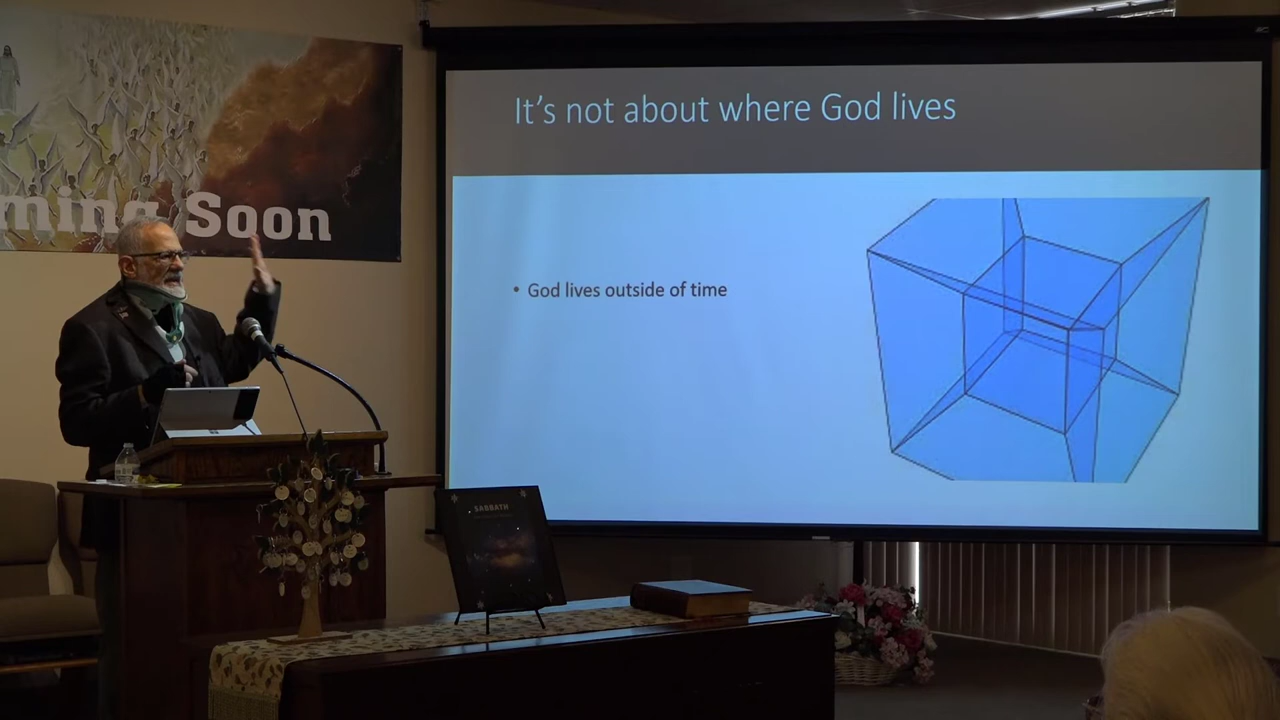 It's not about where God lives
• God lives outside of time
ming Soon
SABBATH